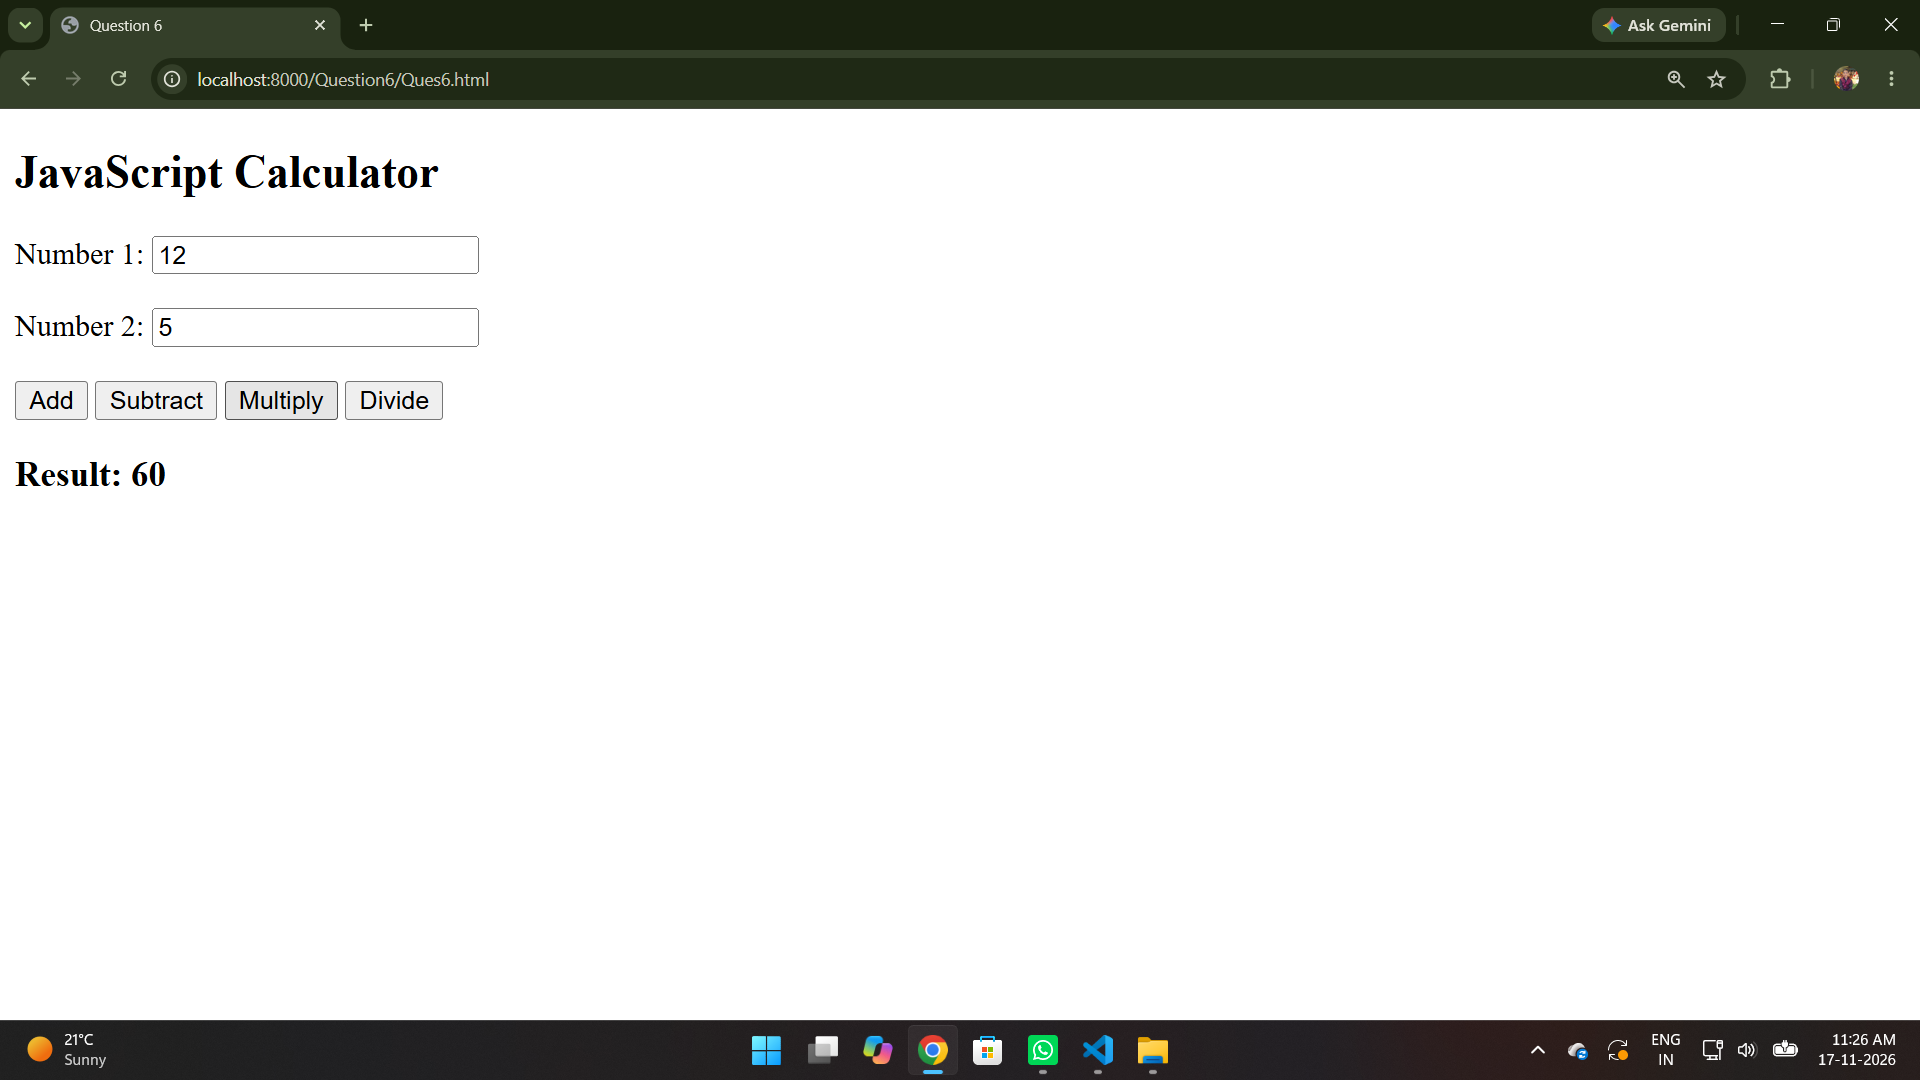 Question 6
Ask Gemini
localhost:8000/Question6/Ques6.html
JavaScript Calculator
Number 1: 12
Number 2: 5
Add Subtract Multiply Divide
Result: 60
21°C
Sunny
ENG
IN
11:26 AM
17-11-2026